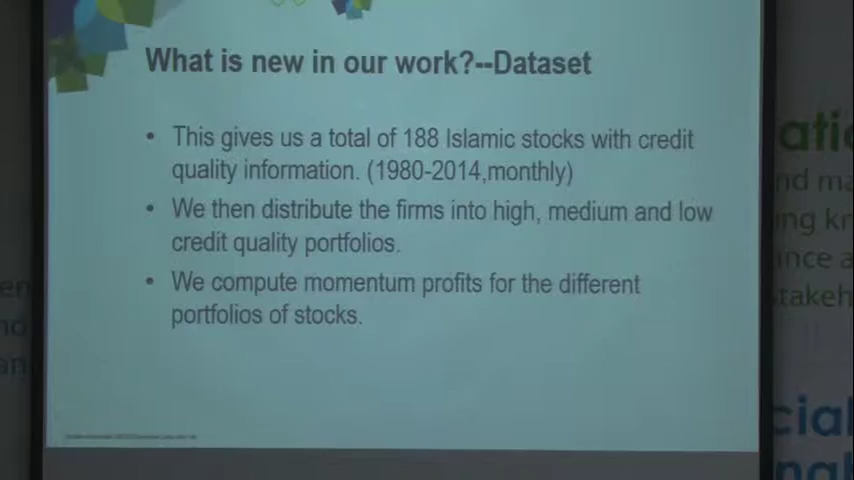 What is new in our work?--Dataset
• This gives us a total of 188 Islamic stocks with credit
quality information. (1980-2014,monthly)
• We then distribute the firms into high, medium and low
credit quality portfolios.
• We compute momentum profits for the different
portfolios of stocks.